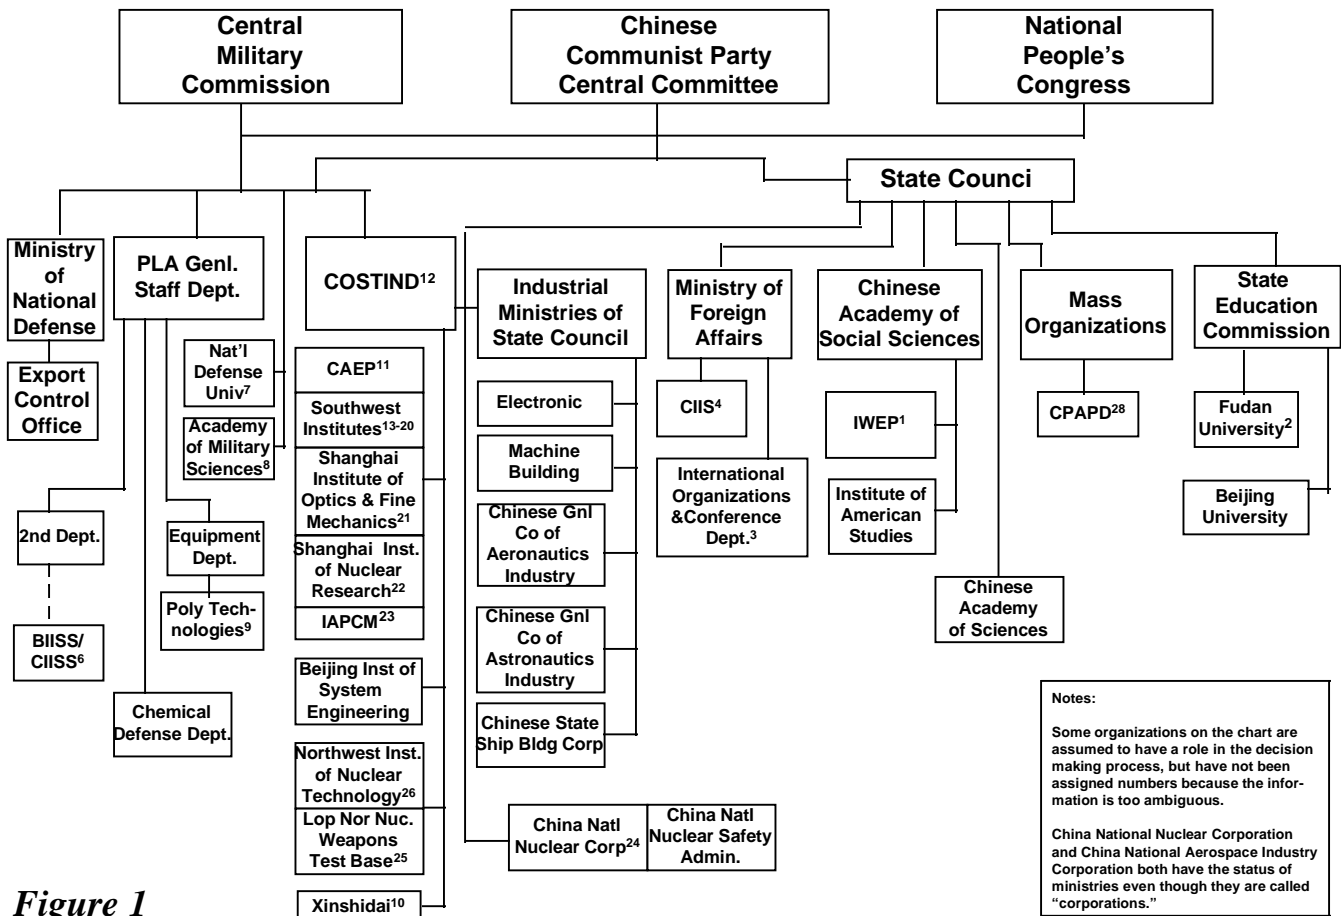 Central
Military
Commission
Chinese
Communist Party
Central Committee
National
People's
Congress
State Counci
Ministry
of
National
Defense
Export
Control
Office
PLA Genl.
Staff Dept.
Nat'l
Defense
Univ⁷
Academy
of Military
Sciences⁸
2nd Dept.
BIISS/
CIISS⁶
Equipment
Dept.
Poly Tech-
nologies⁹
Chemical
Defense Dept.
COSTIND¹²
CAEP¹¹
Southwest
Institutes¹³⁻²⁰
Shanghai
Institute of
Optics & Fine
Mechanics²¹
Shanghai Inst.
of Nuclear
Research²²
IAPCM²³
Beijing Inst of
System
Engineering
Northwest Inst.
of Nuclear
Technology²⁶
Lop Nor Nuc.
Weapons
Test Base²⁵
Xinshidai¹⁰
Industrial
Ministries of
State Council
Electronic
Machine
Building
Chinese Gnl
Co of
Aeronautics
Industry
Chinese Gnl
Co of
Astronautics
Industry
Chinese State
Ship Bldg Corp
China Natl
Nuclear Corp²⁴
China Natl
Nuclear Safety
Admin.
Ministry of
Foreign
Affairs
CIIS⁴
International
Organizations
&Conference
Dept.³
Chinese
Academy of
Social Sciences
IWEP¹
Institute of
American
Studies
Chinese
Academy
of Sciences
Mass
Organizations
CPAPD²⁸
State
Education
Commission
Fudan
University²
Beijing
University
Notes:
Some organizations on the chart are
assumed to have a role in the decision
making process, but have not been
assigned numbers because the infor-
mation is too ambiguous.
China National Nuclear Corporation
and China National Aerospace Industry
Corporation both have the status of
ministries even though they are called
“corporations.”
Figure 1